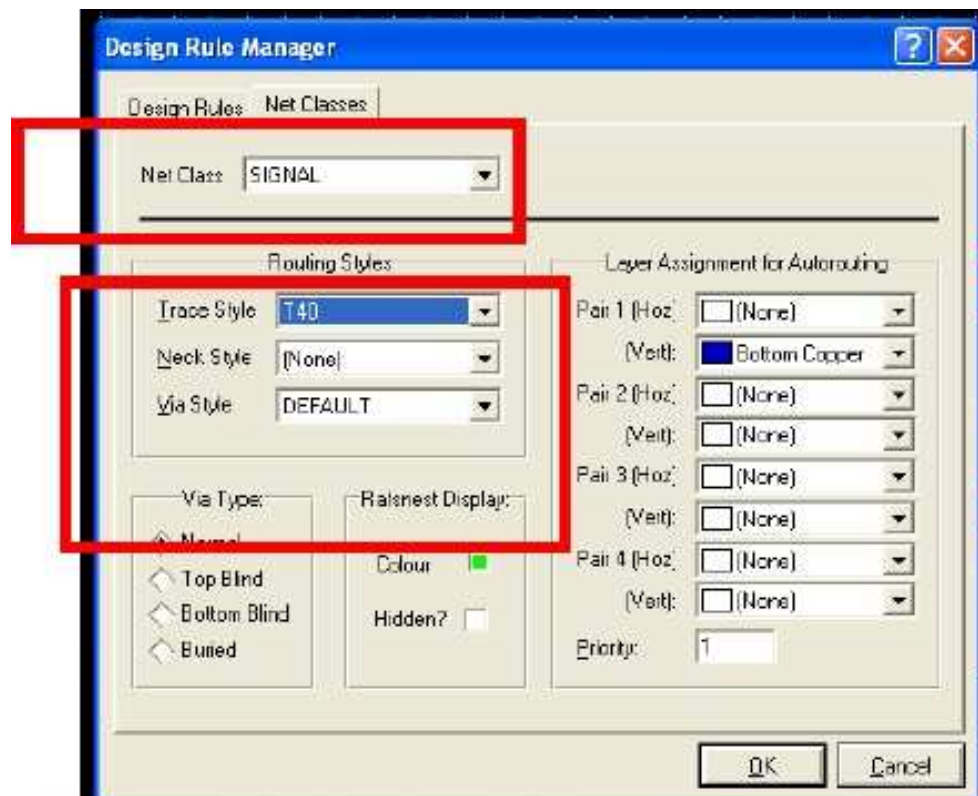 Design Rule Manager
Design Rules Net Classes
Net Class SIGNAL
Routing Styles
Trace Style T40
Neck Style (None)
Via Style DEFAULT
Layer Assignment for Autorouting
Pair 1 (Hoz) (None)
(Vert): Bottom Copper
Pair 2 (Hoz) (None)
(Vert): (None)
Pair 3 (Hoz) (None)
(Vert): (None)
Pair 4 (Hoz) (None)
(Vert): (None)
Priority: 1
Via Type:
Normal
Top Blind
Bottom Blind
Buried
Ratsnest Display:
Colour
Hidden?
OK Cancel